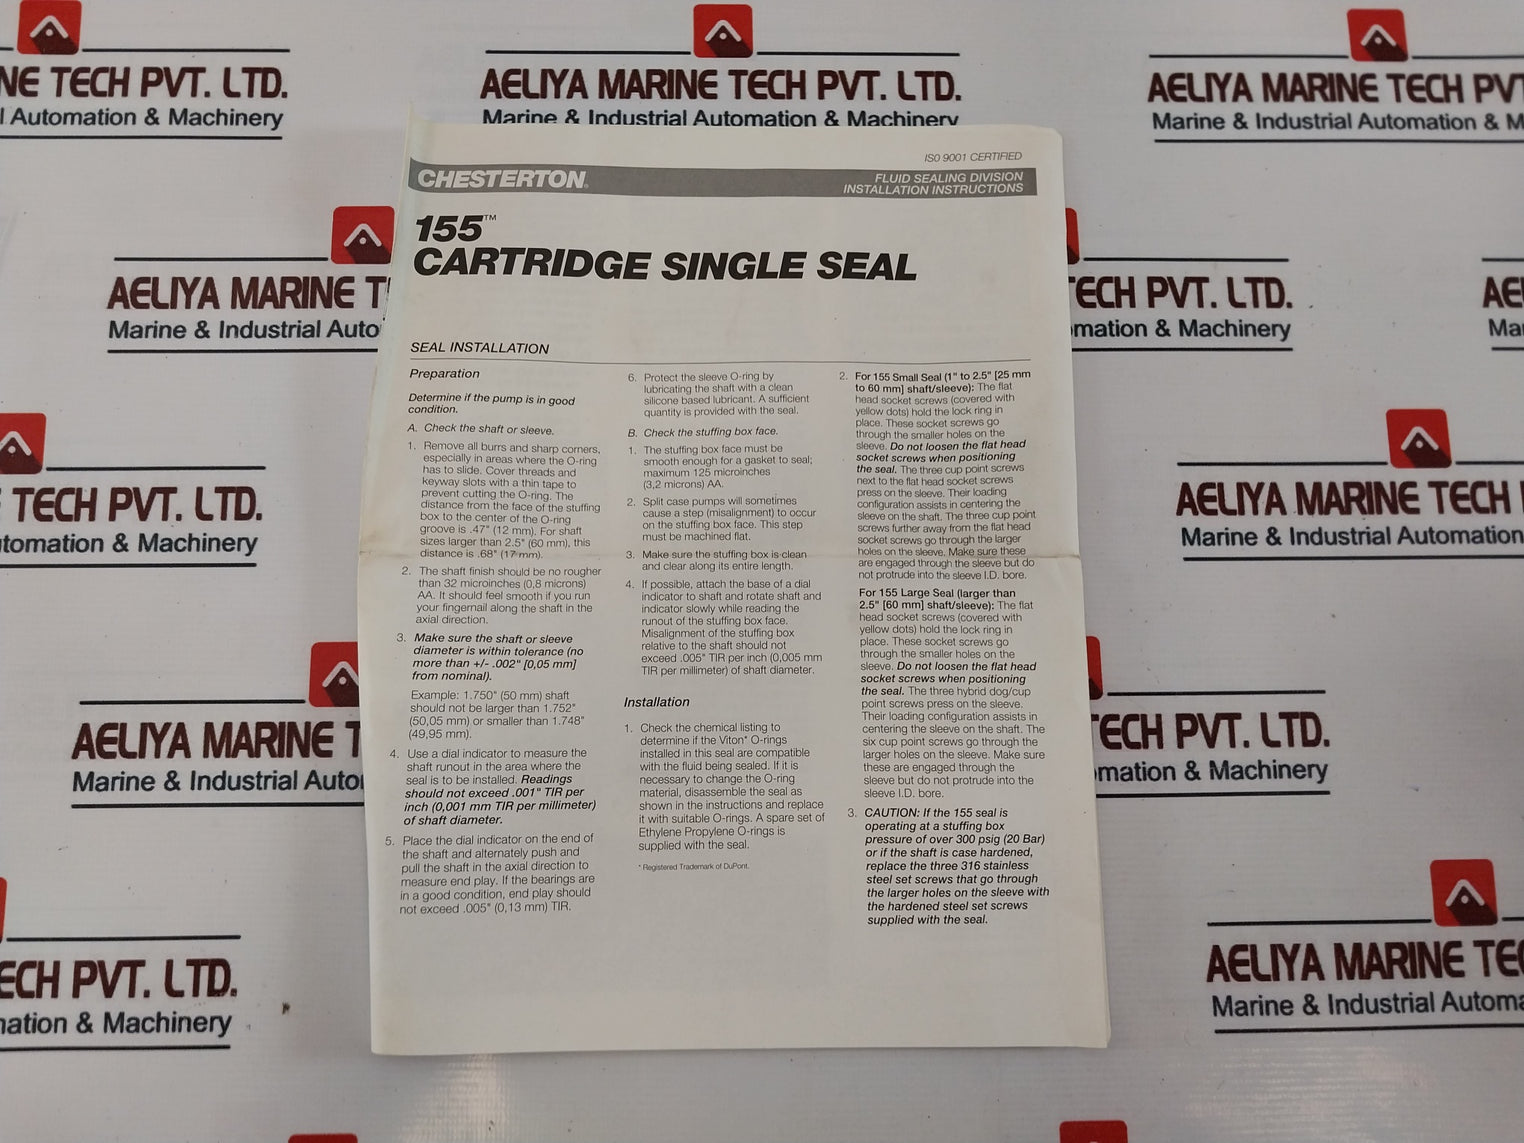 NE TECH PVT. LTD.
l Automation & Machinery
AELIYA MARINE TECH PVT. LTD.
Marine & Industrial Automation & Machinery
AELIYA MARINE TECH PVT
Marine & Industrial Automation & M
AELIYA MARINE T
Marine & Industrial Auto
TECH PVT. LTD.
mation & Machinery
AE
Ma
E TECH PVT. LTD.
tomation & Machinery
AELIYA MARINE TECH
Marine & Industrial Automation
AELIYA MARINE T
Marine & Industrial Auto
TECH PVT. LTD.
mation & Machinery
ECH PVT. LTD.
nation & Machinery
AELIYA MARINE TEC
Marine & Industrial Automa
ISO 9001 CERTIFIED
CHESTERTON®
FLUID SEALING DIVISION
INSTALLATION INSTRUCTIONS
155™
CARTRIDGE SINGLE SEAL
SEAL INSTALLATION
Preparation
Determine if the pump is in good
condition.
A. Check the shaft or sleeve.
1. Remove all burrs and sharp corners,
especially in areas where the O-ring
has to slide. Cover threads and
keyway slots with a thin tape to
prevent cutting the O-ring. The
distance from the face of the stuffing
box to the center of the O-ring
groove is .47" (12 mm). For shaft
sizes larger than 2.5" (60 mm), this
distance is .68" (17 mm).
2. The shaft finish should be no rougher
than 32 microinches (0,8 microns)
AA. It should feel smooth if you run
your fingernail along the shaft in the
axial direction.
3. Make sure the shaft or sleeve
diameter is within tolerance (no
more than +/- .002" [0,05 mm]
from nominal).
Example: 1.750" (50 mm) shaft
should not be larger than 1.752"
(50,05 mm) or smaller than 1.748"
(49,95 mm).
4. Use a dial indicator to measure the
shaft runout in the area where the
seal is to be installed. Readings
should not exceed .001" TIR per
inch (0,001 mm TIR per millimeter)
of shaft diameter.
5. Place the dial indicator on the end of
the shaft and alternately push and
pull the shaft in the axial direction to
measure end play. If the bearings are
in a good condition, end play should
not exceed .005" (0,13 mm) TIR.
6. Protect the sleeve O-ring by
lubricating the shaft with a clean
silicone based lubricant. A sufficient
quantity is provided with the seal.
B. Check the stuffing box face.
1. The stuffing box face must be
smooth enough for a gasket to seal;
maximum 125 microinches
(3,2 microns) AA.
2. Split case pumps will sometimes
cause a step (misalignment) to occur
on the stuffing box face. This step
must be machined flat.
3. Make sure the stuffing box is clean
and clear along its entire length.
4. If possible, attach the base of a dial
indicator to shaft and rotate shaft and
indicator slowly while reading the
runout of the stuffing box face.
Misalignment of the stuffing box
relative to the shaft should not
exceed .005" TIR per inch (0,005 mm
TIR per millimeter) of shaft diameter.
Installation
1. Check the chemical listing to
determine if the Viton* O-rings
installed in this seal are compatible
with the fluid being sealed. If it is
necessary to change the O-ring
material, disassemble the seal as
shown in the instructions and replace
it with suitable O-rings. A spare set of
Ethylene Propylene O-rings is
supplied with the seal.
* Registered Trademark of DuPont.
2. For 155 Small Seal (1" to 2.5" [25 mm
to 60 mm] shaft/sleeve): The flat
head socket screws (covered with
yellow dots) hold the lock ring in
place. These socket screws go
through the smaller holes on the
sleeve. Do not loosen the flat head
socket screws when positioning
the seal. The three cup point screws
next to the flat head socket screws
press on the sleeve. Their loading
configuration assists in centering the
sleeve on the shaft. The three cup point
screws further away from the flat head
socket screws go through the larger
holes on the sleeve. Make sure these
are engaged through the sleeve but do
not protrude into the sleeve I.D. bore.
For 155 Large Seal (larger than
2.5" [60 mm] shaft/sleeve): The flat
head socket screws (covered with
yellow dots) hold the lock ring in
place. These socket screws go
through the smaller holes on the
sleeve. Do not loosen the flat head
socket screws when positioning
the seal. The three hybrid dog/cup
point screws press on the sleeve.
Their loading configuration assists in
centering the sleeve on the shaft. The
six cup point screws go through the
larger holes on the sleeve. Make sure
these are engaged through the
sleeve but do not protrude into the
sleeve I.D. bore.
3. CAUTION: If the 155 seal is
operating at a stuffing box
pressure of over 300 psig (20 Bar)
or if the shaft is case hardened,
replace the three 316 stainless
steel set screws that go through
the larger holes on the sleeve with
the hardened steel set screws
supplied with the seal.